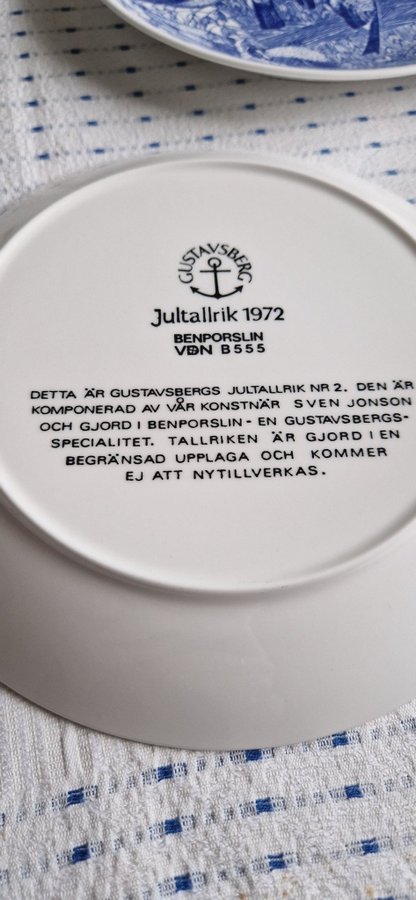 GUSTAVSBERG
Jultallrik 1972
BENPORSLIN
VDN B555
DETTA ÄR GUSTAVSBERGS JULTALLRIK NR 2. DEN ÄR
KOMPONERAD AV VÅR KONSTNÄR SVEN JONSON
OCH GJORD I BENPORSLIN - EN GUSTAVSBERGS-
SPECIALITET. TALLRIKEN ÄR GJORD I EN
BEGRÄNSAD UPPLAGA OCH KOMMER
EJ ATT NYTILLVERKAS.